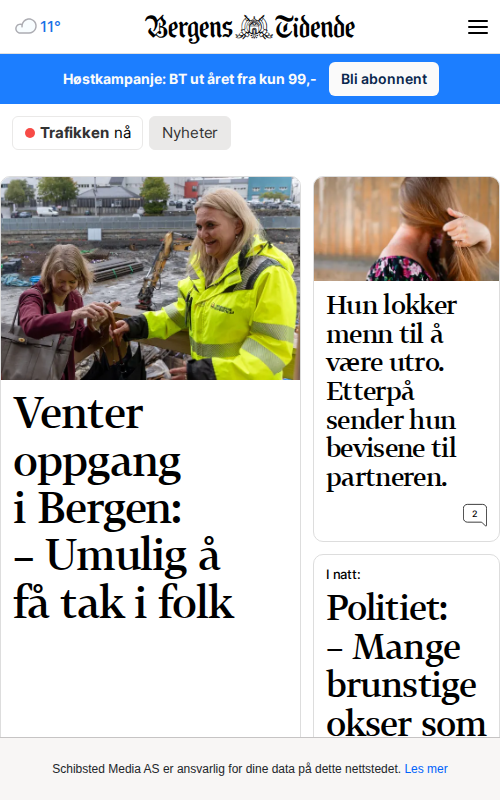 11°
Bergens Tidende
Høstkampanje: BT ut året fra kun 99,-
Bli abonnent
Trafikken nå
Nyheter
Venter
oppgang
i Bergen:
– Umulig å
få tak i folk
Hun lokker
menn til å
være utro.
Etterpå
sender hun
bevisene til
partneren.
2
I natt:
Politiet:
– Mange
brunstige
okser som
Schibsted Media AS er ansvarlig for dine data på dette nettstedet. Les mer